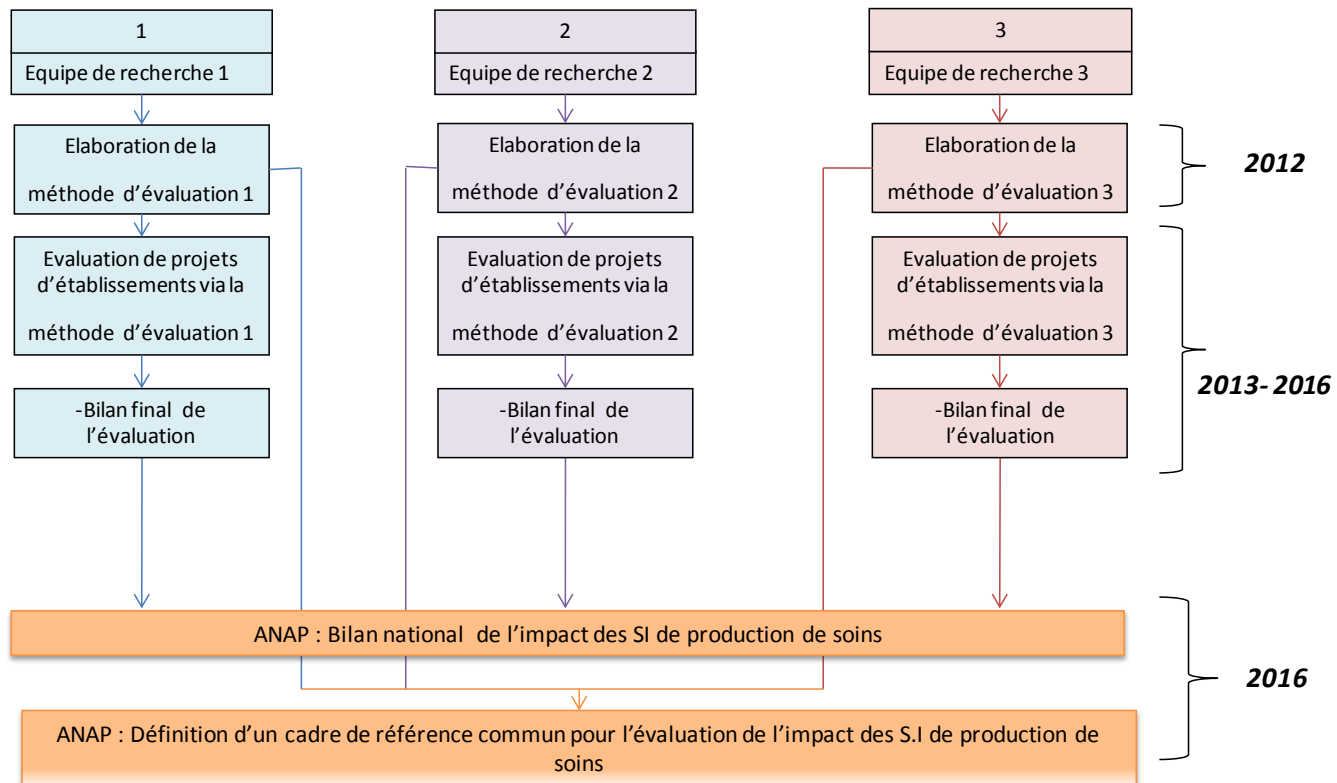 1
Equipe de recherche 1
2
Equipe de recherche 2
3
Equipe de recherche 3
Elaboration de la
méthode d'évaluation 1
Elaboration de la
méthode d'évaluation 2
Elaboration de la
méthode d'évaluation 3
2012
Evaluation de projets
d'établissements via la
méthode d'évaluation 1
Evaluation de projets
d'établissements via la
méthode d'évaluation 2
Evaluation de projets
d'établissements via la
méthode d'évaluation 3
-Bilan final de
l'évaluation
-Bilan final de
l'évaluation
-Bilan final de
l'évaluation
2013- 2016
ANAP : Bilan national de l'impact des SI de production de soins
ANAP : Définition d'un cadre de référence commun pour l'évaluation de l'impact des S.I de production de
soins
2016